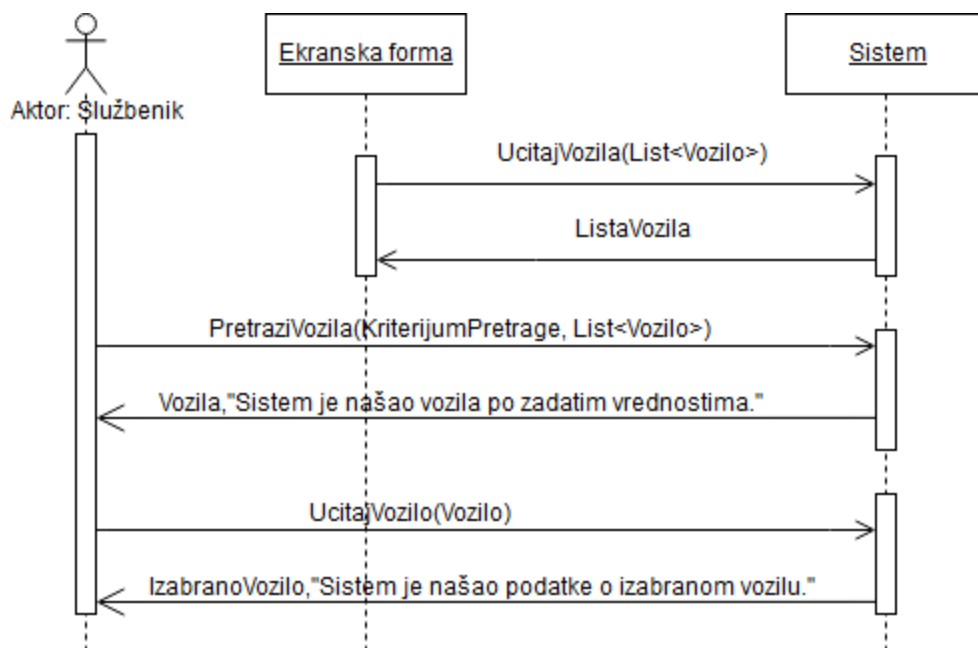 Ekranska forma
Sistem
Aktor: Službenik
UcitajVozila(List<Vozilo>)
ListaVozila
PretraziVozila(KriterijumPretrage, List<Vozilo>)
Vozila,"Sistem je našao vozila po zadatim vrednostima."
UcitajVozilo(Vozilo)
IzabranoVozilo,"Sistem je našao podatke o izabranom vozilu."